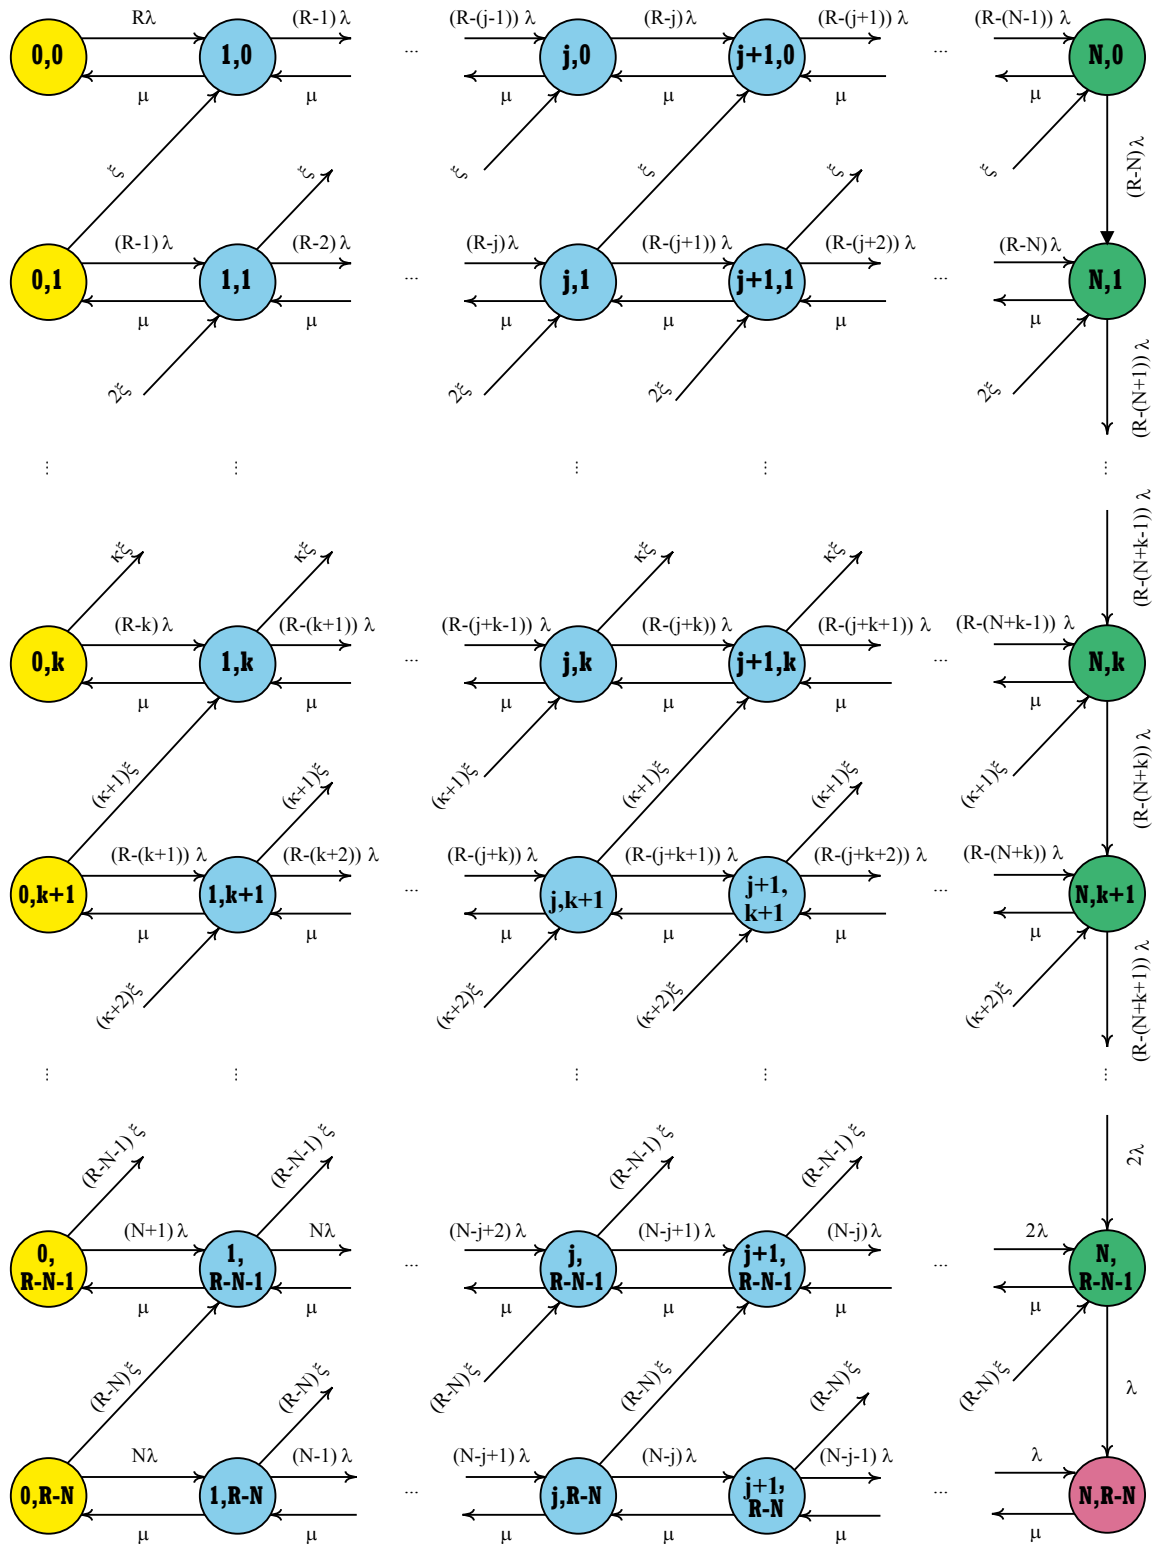 Rλ (R-1) λ (R-(j-1)) λ (R-j) λ (R-(j+1)) λ (R-(N-1)) λ
0,0 1,0 ... j,0 j+1,0 ... N,0
μ μ μ μ μ μ
ξ ξ ξ ξ ξ ξ (R-N) λ
(R-1) λ (R-2) λ (R-j) λ (R-(j+1)) λ (R-(j+2)) λ (R-N) λ
0,1 1,1 ... j,1 j+1,1 ... N,1
μ μ μ μ μ μ
2ξ 2ξ 2ξ 2ξ (R-(N+1)) λ
... ... ... ... ...
κξ κξ κξ κξ (R-(N+k-1)) λ
(R-k) λ (R-(k+1)) λ (R-(j+k-1)) λ (R-(j+k)) λ (R-(j+k+1)) λ (R-(N+k-1)) λ
0,k 1,k ... j,k j+1,k ... N,k
μ μ μ μ μ μ
(κ+1)ξ (κ+1)ξ (κ+1)ξ (κ+1)ξ (κ+1)ξ (κ+1)ξ (R-(N+k)) λ
(R-(k+1)) λ (R-(k+2)) λ (R-(j+k)) λ (R-(j+k+1)) λ (R-(j+k+2)) λ (R-(N+k)) λ
0,k+1 1,k+1 ... j,k+1 j+1, k+1 ... N,k+1
μ μ μ μ μ μ
(κ+2)ξ (κ+2)ξ (κ+2)ξ (κ+2)ξ (R-(N+k+1)) λ
... ... ... ... ...
(R-N-1) ξ (R-N-1) ξ (R-N-1) ξ (R-N-1) ξ 2λ
(N+1) λ Nλ (N-j+2) λ (N-j+1) λ (N-j) λ 2λ
0, R-N-1 1, R-N-1 ... j, R-N-1 j+1, R-N-1 ... N, R-N-1
μ μ μ μ μ μ
(R-N) ξ (R-N) ξ (R-N) ξ (R-N) ξ (R-N) ξ (R-N) ξ λ
Nλ (N-1) λ (N-j+1) λ (N-j) λ (N-j-1) λ λ
0,R-N 1,R-N ... j,R-N j+1, R-N ... N,R-N
μ μ μ μ μ μ